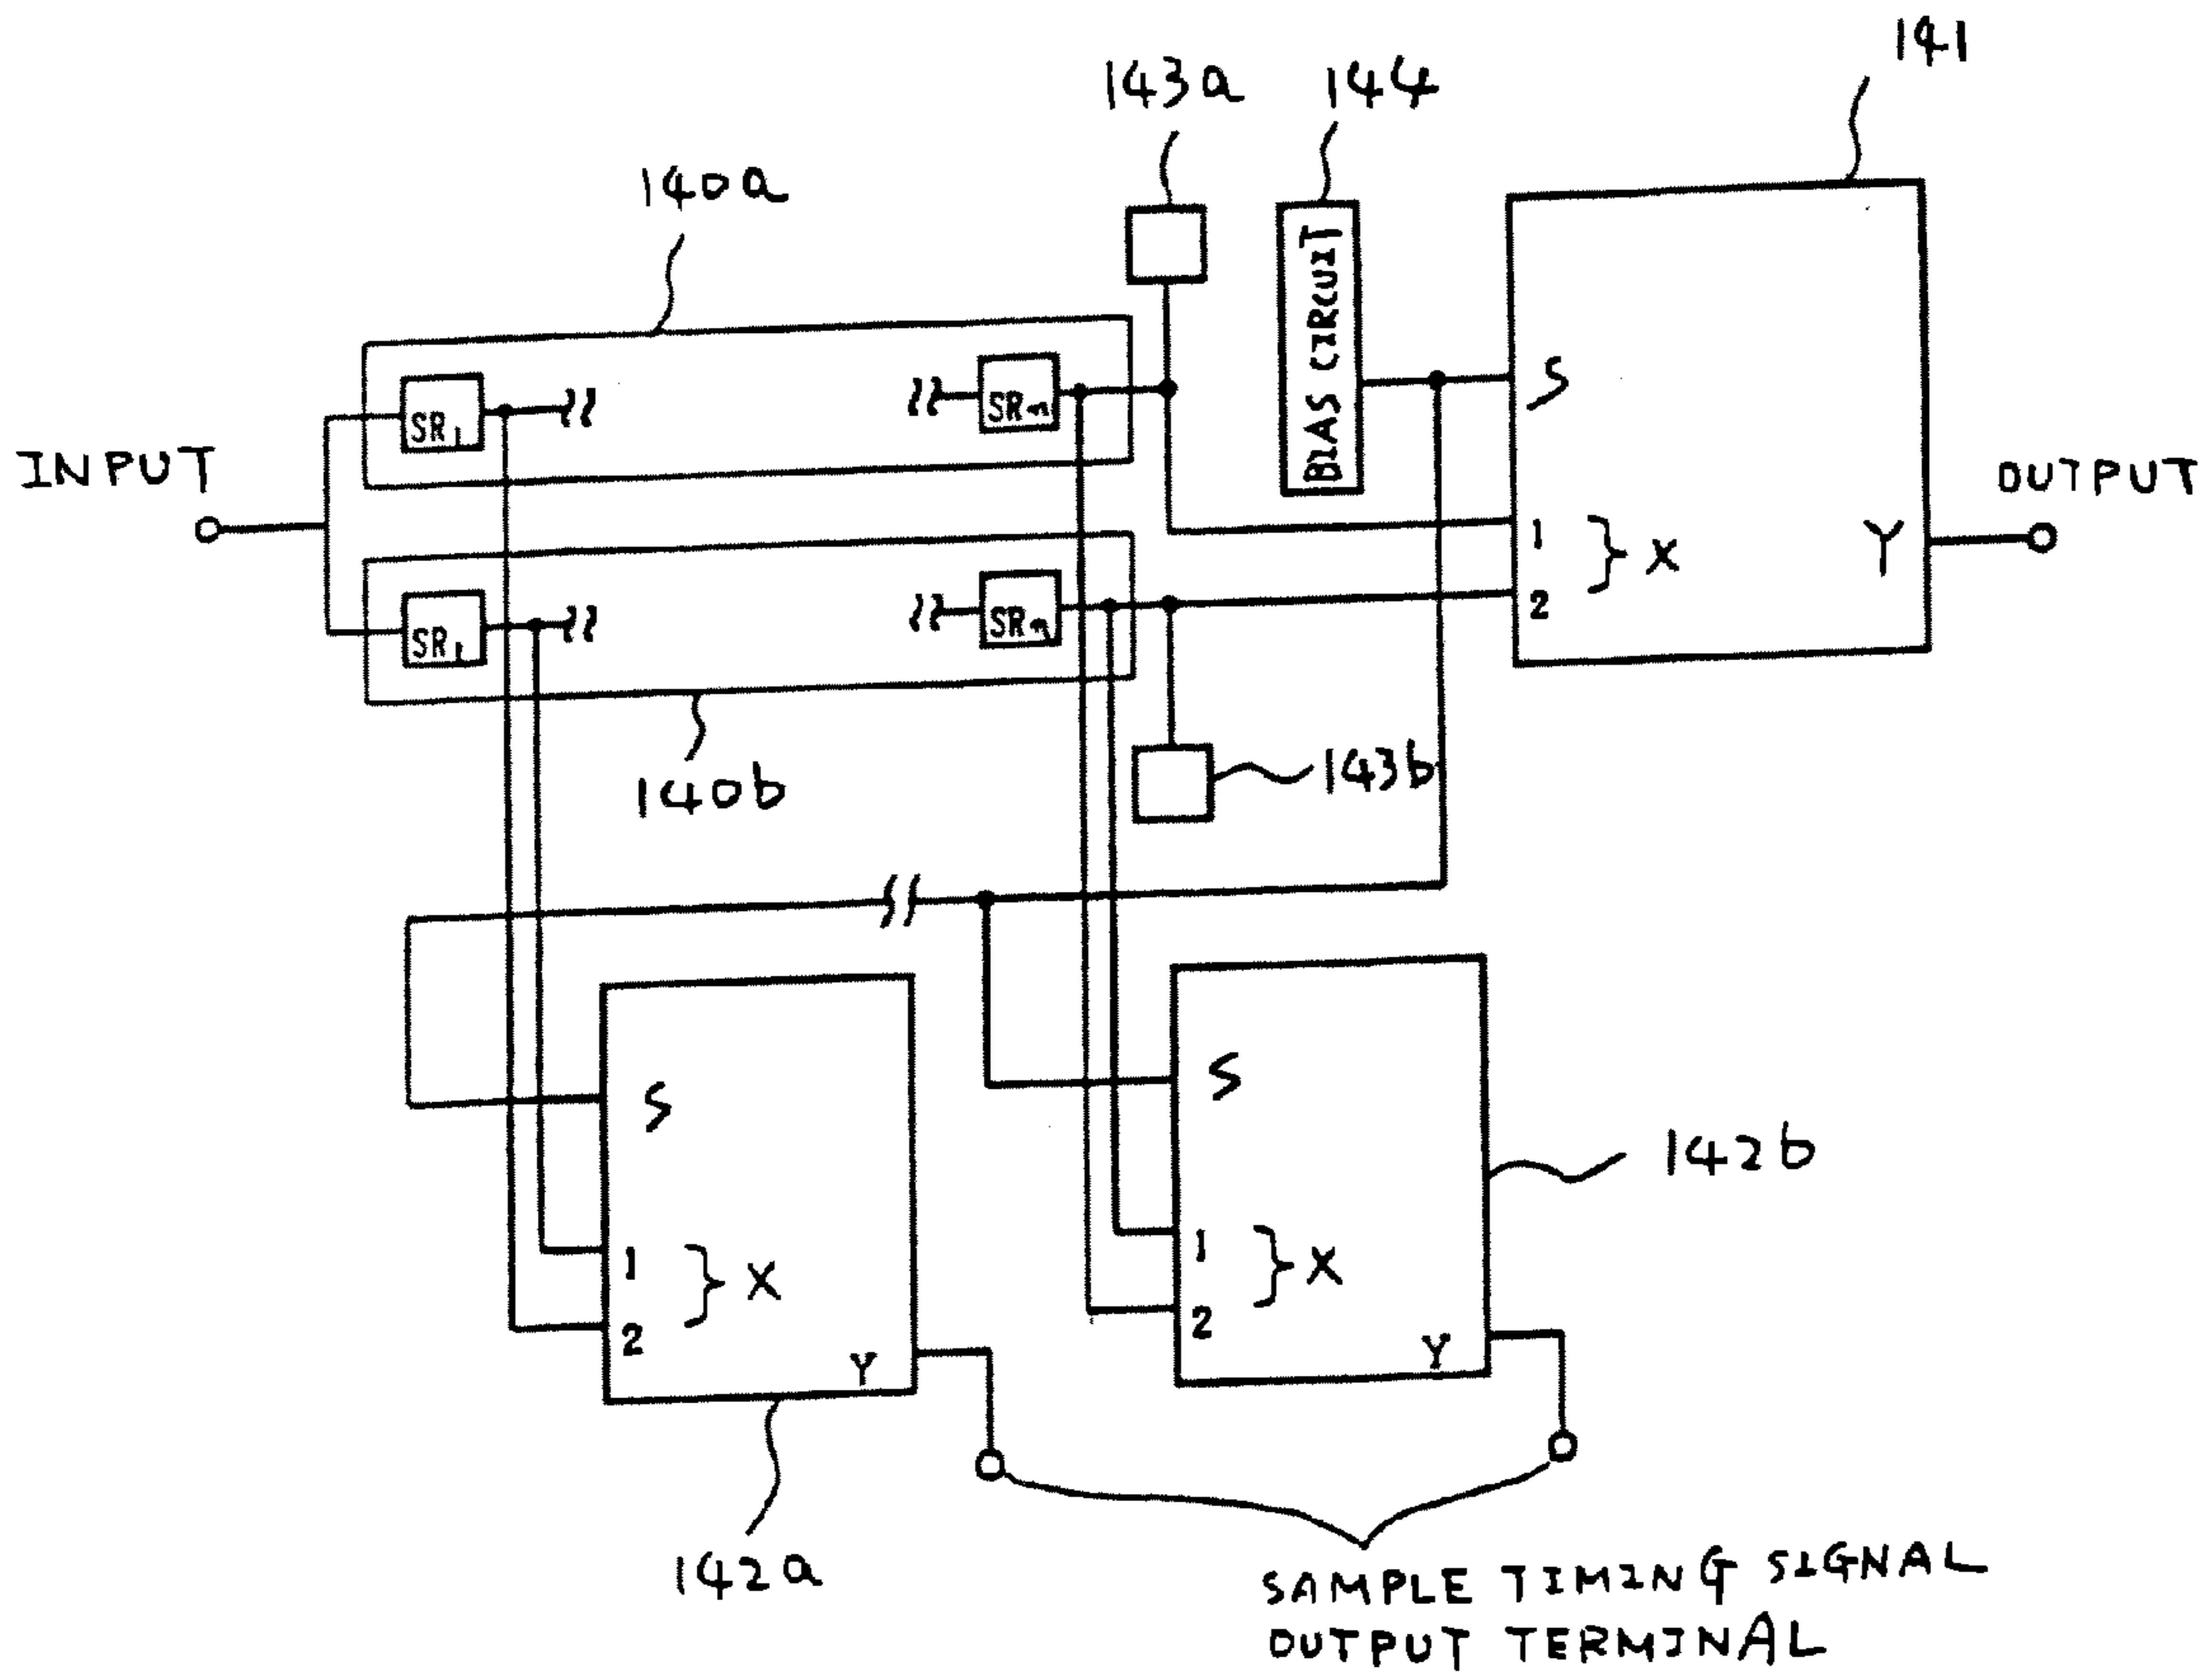 141
143a
144
140a
BIAS CIRCUIT
SR1
SRn
S
INPUT
OUTPUT
1
} X
Y
2
SR1
SRn
143b
140b
S
S
142b
1
} X
2
Y
1
} X
2
Y
142a
SAMPLE TIMING SIGNAL
OUTPUT TERMINAL